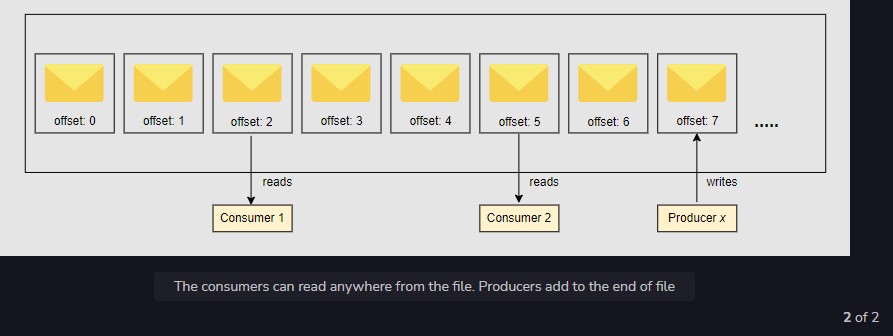 offset: 0 offset: 1 offset: 2 offset: 3 offset: 4 offset: 5 offset: 6 offset: 7 .....
reads reads writes
Consumer 1 Consumer 2 Producer x
The consumers can read anywhere from the file. Producers add to the end of file
2 of 2